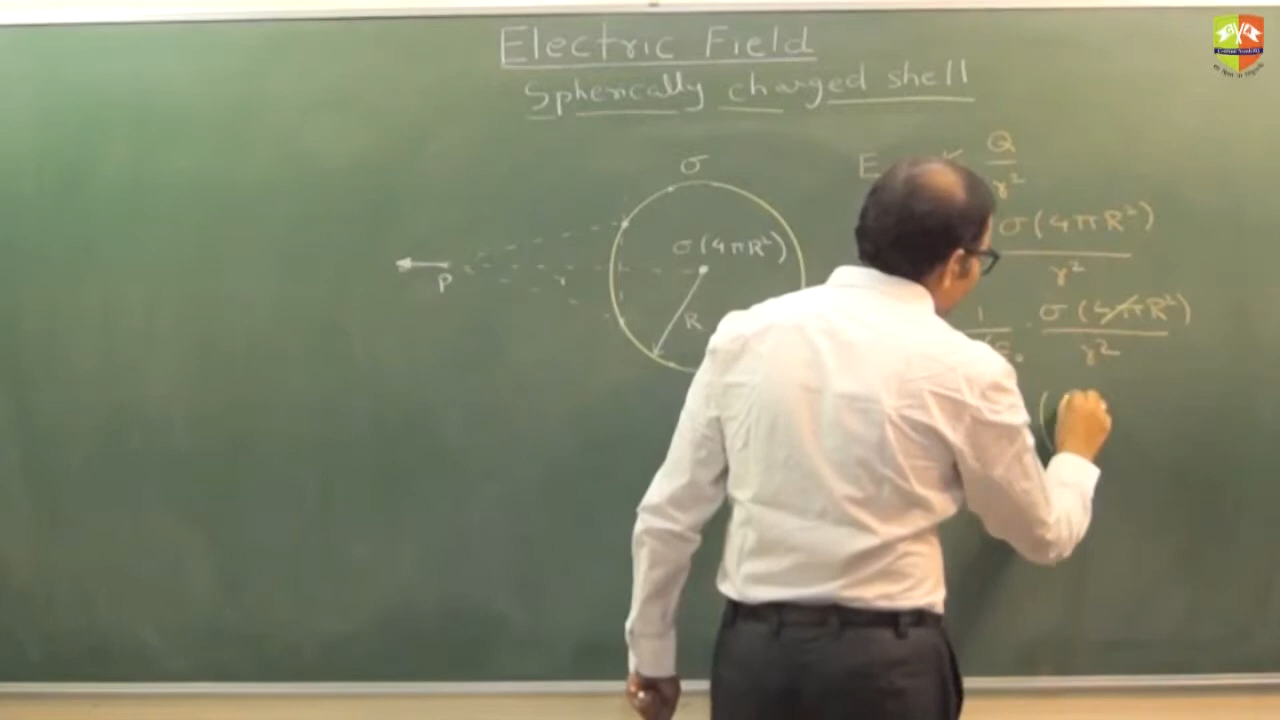 Electric Field
Spherically charged shell
σ
E
Q
r²
σ(4πR²)
σ(4πR²)
r²
P
r
R
1
σ(4πR²)
r²
(